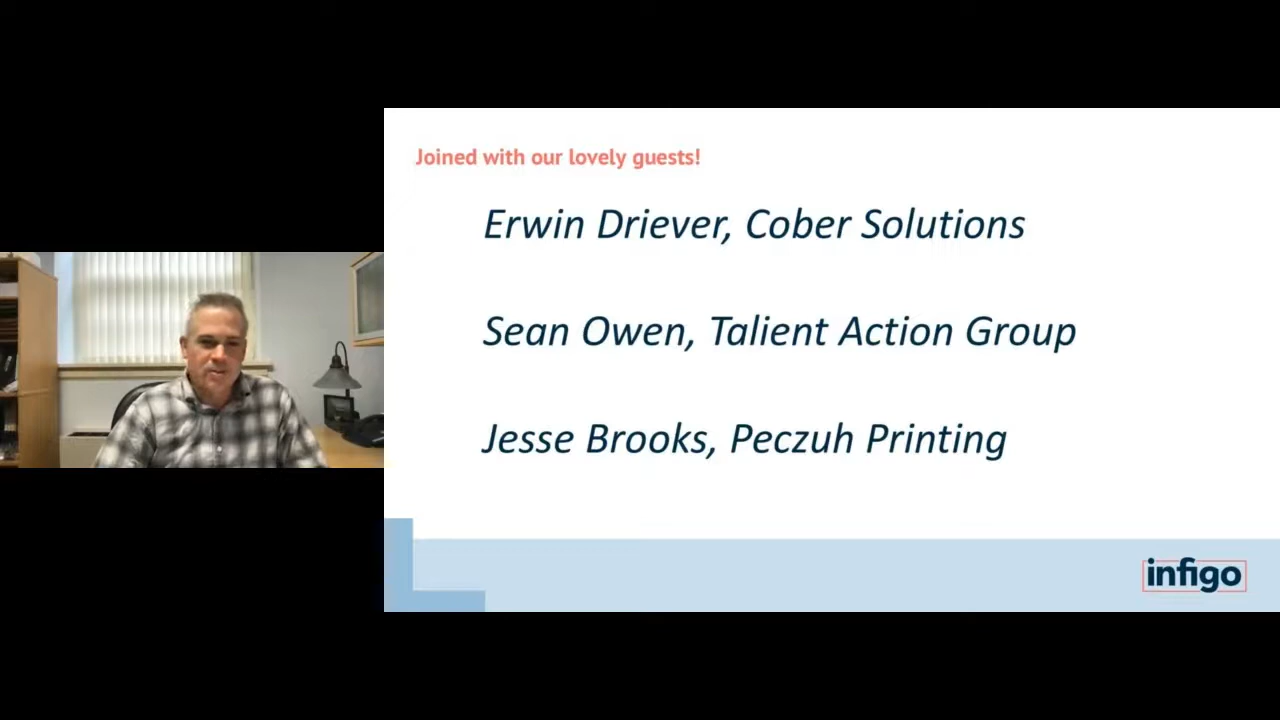 Joined with our lovely guests!
Erwin Driever, Cober Solutions
Sean Owen, Talient Action Group
Jesse Brooks, Peczuh Printing
infigo